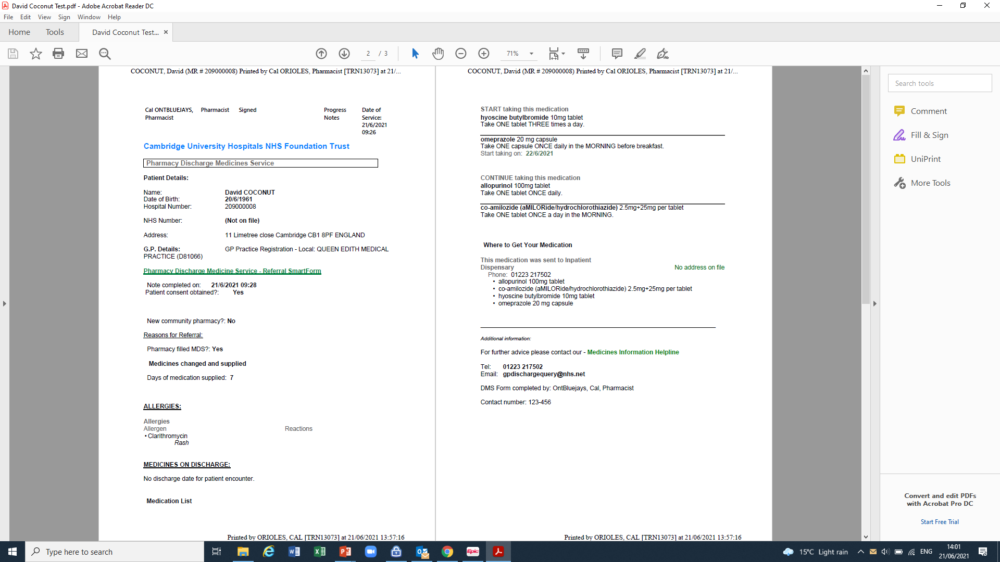 David Coconut Test.pdf - Adobe Acrobat Reader DC
File Edit View Sign Window Help
Home Tools David Coconut Test... ×
2 / 3 71%
COCONUT, David (MR # 209000008) Printed by Cal ORIOLES, Pharmacist [TRN13073] at 21/...
Cal ONTBLUEJAYS, Pharmacist Signed Progress Date of
Pharmacist Notes Service:
21/6/2021
09:26
Cambridge University Hospitals NHS Foundation Trust
Pharmacy Discharge Medicines Service
Patient Details:
Name: David COCONUT
Date of Birth: 20/6/1961
Hospital Number: 209000008
NHS Number: (Not on file)
Address: 11 Limetree close Cambridge CB1 8PF ENGLAND
G.P. Details: GP Practice Registration - Local: QUEEN EDITH MEDICAL
PRACTICE (D81066)
Pharmacy Discharge Medicine Service - Referral SmartForm
Note completed on: 21/6/2021 09:28
Patient consent obtained?: Yes
New community pharmacy?: No
Reasons for Referral:
Pharmacy filled MDS?: Yes
Medicines changed and supplied
Days of medication supplied: 7
ALLERGIES:
Allergies
Allergen Reactions
• Clarithromycin
Rash
MEDICINES ON DISCHARGE:
No discharge date for patient encounter.
Medication List
Printed by ORIOLES, CAL [TRN13073] at 21/06/2021 13:57:16
COCONUT, David (MR # 209000008) Printed by Cal ORIOLES, Pharmacist [TRN13073] at 21/...
START taking this medication
hyoscine butylbromide 10mg tablet
Take ONE tablet THREE times a day.
omeprazole 20 mg capsule
Take ONE capsule ONCE daily in the MORNING before breakfast.
Start taking on: 22/6/2021
CONTINUE taking this medication
allopurinol 100mg tablet
Take ONE tablet ONCE daily.
co-amilozide (aMILORide/hydrochlorothiazide) 2.5mg+25mg per tablet
Take ONE tablet ONCE a day in the MORNING.
Where to Get Your Medication
This medication was sent to Inpatient
Dispensary No address on file
Phone: 01223 217502
• allopurinol 100mg tablet
• co-amilozide (aMILORide/hydrochlorothiazide) 2.5mg+25mg per tablet
• hyoscine butylbromide 10mg tablet
• omeprazole 20 mg capsule
Additional information:
For further advice please contact our - Medicines Information Helpline
Tel: 01223 217502
Email: gpdischargequery@nhs.net
DMS Form completed by: OntBluejays, Cal, Pharmacist
Contact number: 123-456
Printed by ORIOLES, CAL [TRN13073] at 21/06/2021 13:57:16
Search tools
Comment
Fill & Sign
UniPrint
More Tools
Convert and edit PDFs
with Acrobat Pro DC
Start Free Trial
Type here to search
Epic
15°C Light rain
ENG
14:01
21/06/2021